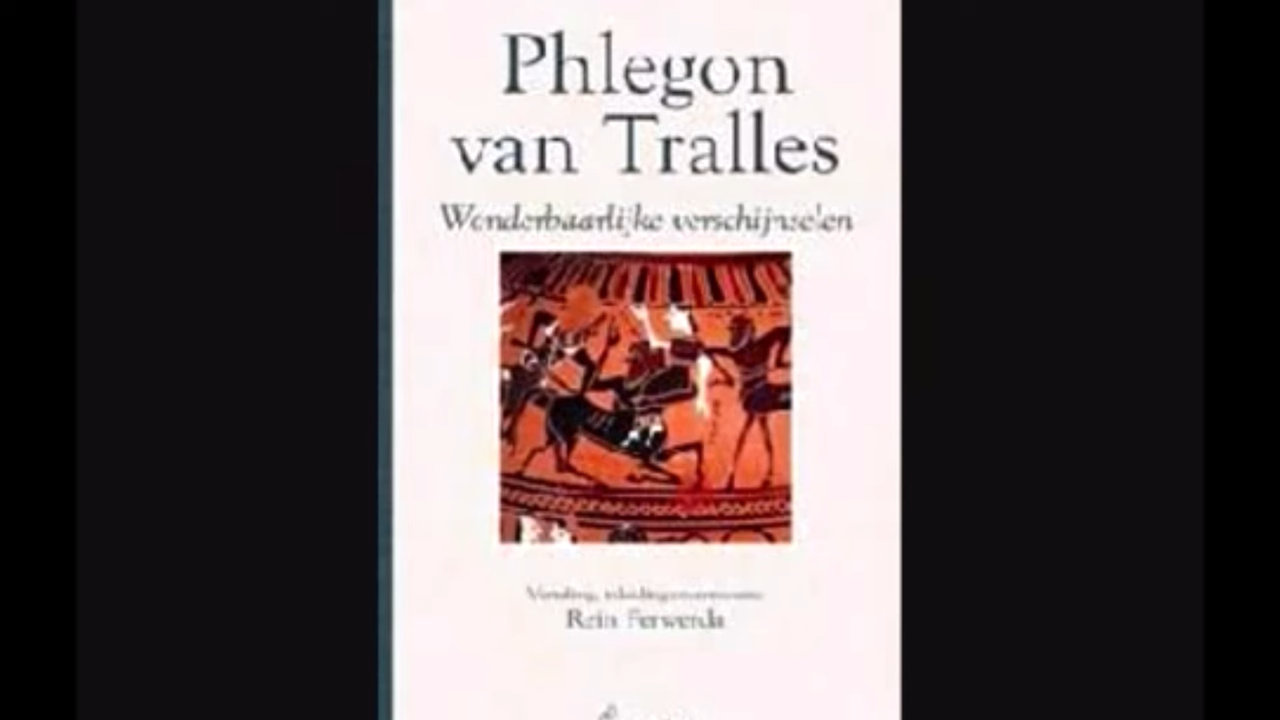 Phlegon
van Tralles
Wonderbaarlijke verschijnselen
Rein Ferwerda